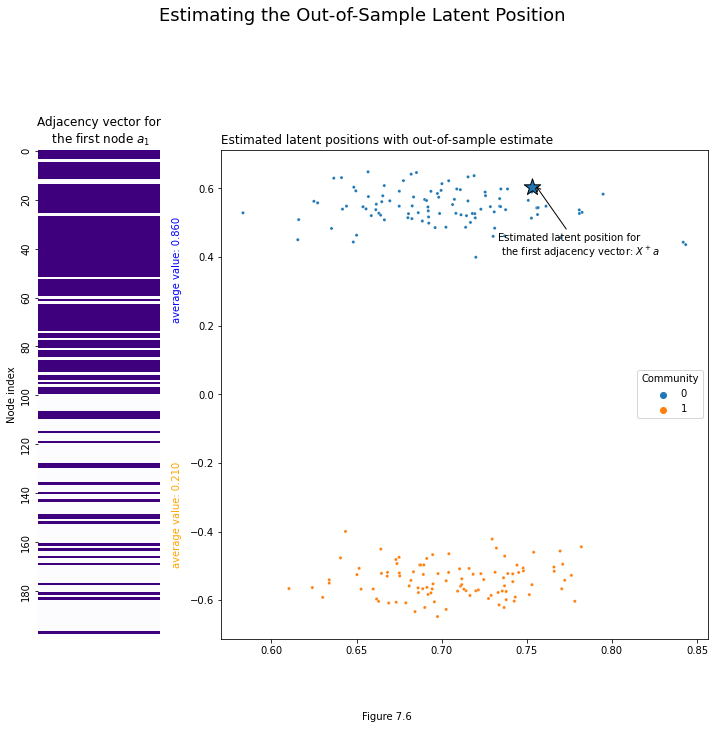 Estimating the Out-of-Sample Latent Position
Adjacency vector for
the first node a₁
Node index
0
20
40
60
80
100
120
140
160
180
average value: 0.860
average value: 0.210
Estimated latent positions with out-of-sample estimate
0.6
0.4
0.2
0.0
−0.2
−0.4
−0.6
0.60
0.65
0.70
0.75
0.80
0.85
Estimated latent position for
the first adjacency vector: X⁺a
Community
0
1
Figure 7.6